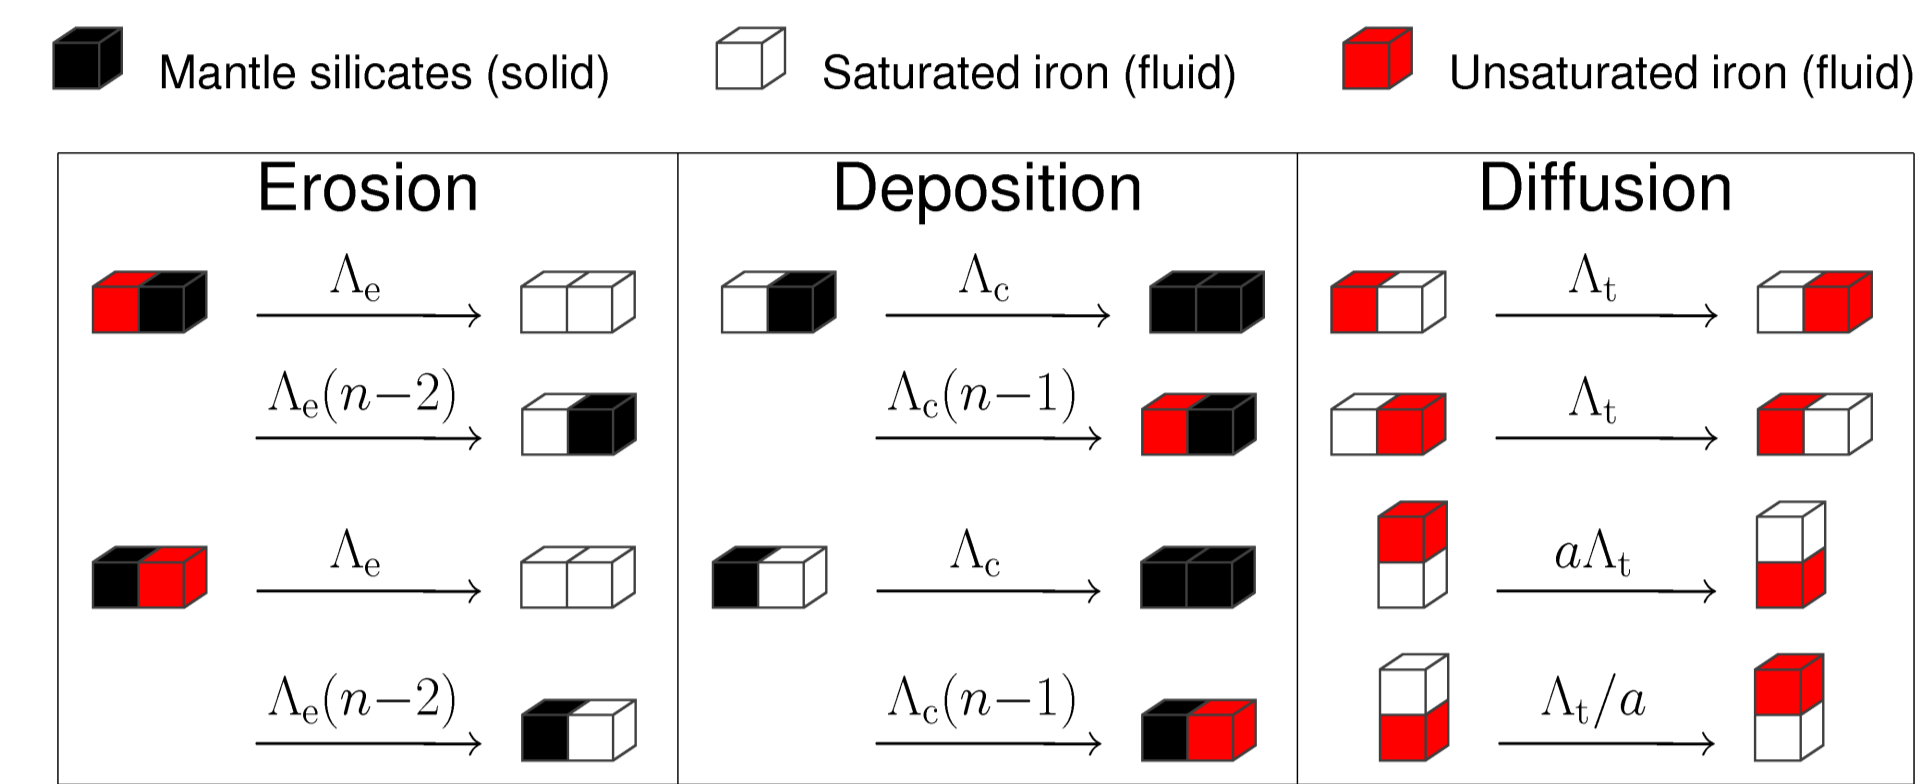 Mantle silicates (solid) Saturated iron (fluid) Unsaturated iron (fluid)
Erosion Deposition Diffusion
Λe Λc Λt
Λe(n−2) Λc(n−1) Λt
Λe Λc aΛt
Λe(n−2) Λc(n−1) Λt/a